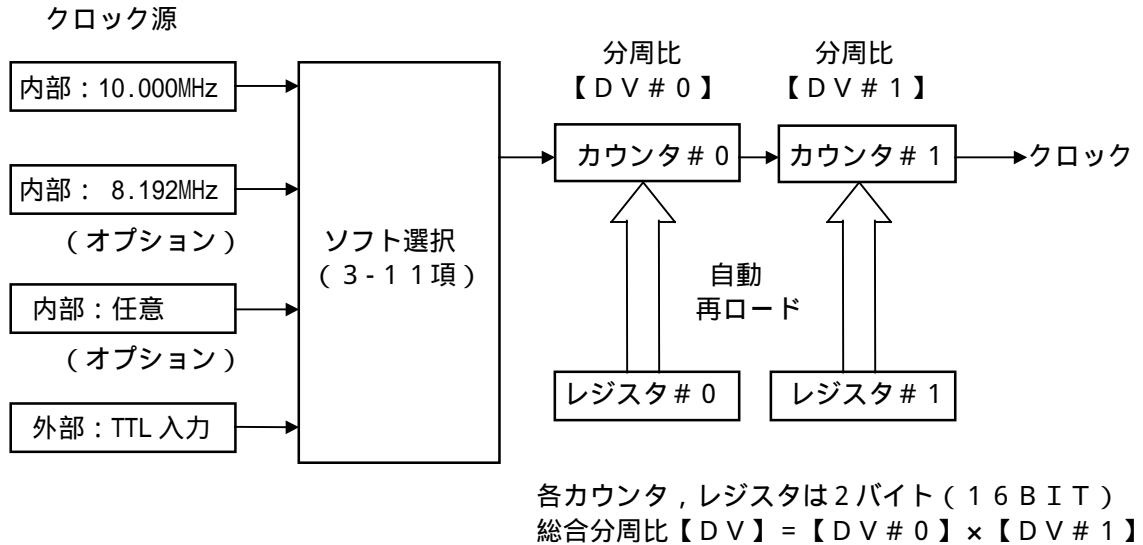 クロック源
内部：10.000MHz
内部： 8.192MHz
（オプション）
内部：任意
（オプション）
外部：TTL 入力
ソフト選択
（３-１１項）
分周比
【ＤＶ＃０】
分周比
【ＤＶ＃１】
カウンタ＃０
カウンタ＃１
クロック
自動
再ロード
レジスタ＃０
レジスタ＃１
各カウンタ，レジスタは２バイト（１６ＢＩＴ）
総合分周比【ＤＶ】=【ＤＶ＃０】×【ＤＶ＃１】